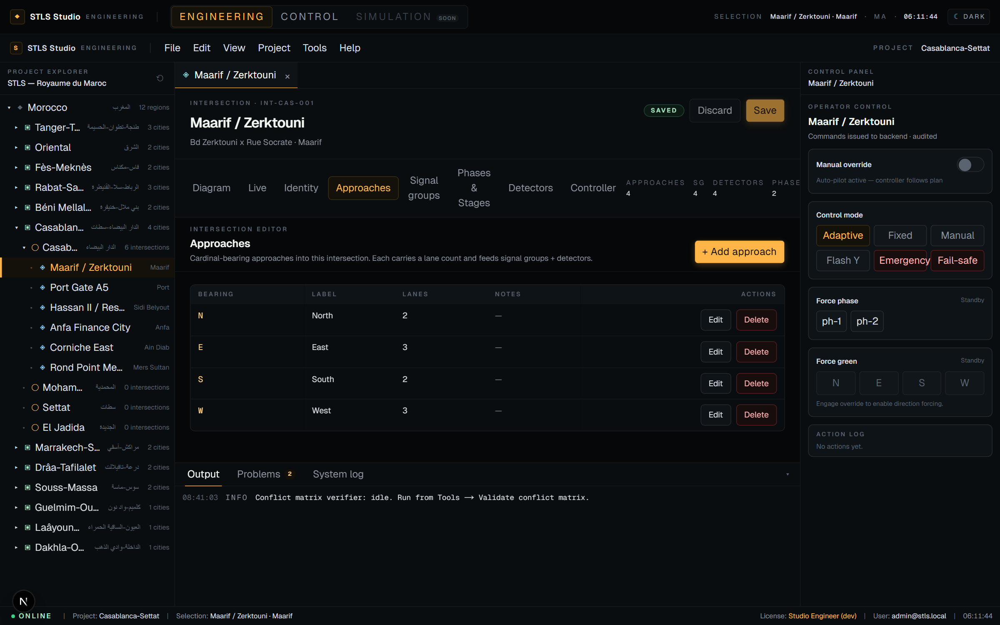 STLS Studio ENGINEERING
ENGINEERING CONTROL SIMULATION SOON
SELECTION Maarif / Zerktouni · Maarif · MA · 06:11:44 DARK
S STLS Studio ENGINEERING
File Edit View Project Tools Help
PROJECT Casablanca-Settat
PROJECT EXPLORER
STLS — Royaume du Maroc
Morocco المغرب 12 regions
Tanger-T... طنجة-تطوان-الحسيمة 3 cities
Oriental الشرق 2 cities
Fès-Meknès فاس-مكناس 2 cities
Rabat-Sa... الرباط-سلا-القنيطرة 3 cities
Béni Mellal... بني ملال-خنيفرة 2 cities
Casablan... الدار البيضاء-سطات 4 cities
Casab... الدار البيضاء 6 intersections
Maarif / Zerktouni Maarif
Port Gate A5 Port
Hassan II / Res... Sidi Belyout
Anfa Finance City Anfa
Corniche East Ain Diab
Rond Point Me... Mers Sultan
Moham... المحمدية 0 intersections
Settat سطات 0 intersections
El Jadida الجديدة 0 intersections
Marrakech-S... مراكش-آسفي 2 cities
Drâa-Tafilalet درعة-تافيلالت 2 cities
Souss-Massa سوس-ماسة 2 cities
Guelmim-Ou... كلميم-واد نون 1 cities
Laâyoun... العيون-الساقية الحمراء 1 cities
Dakhla-O... الداخلة-وادي الذهب 1 cities
N
Maarif / Zerktouni ×
INTERSECTION · INT-CAS-001
Maarif / Zerktouni
Bd Zerktouni x Rue Socrate · Maarif
SAVED Discard Save
Diagram Live Identity Approaches Signal groups Phases & Stages Detectors Controller
APPROACHES SG DETECTORS PHASE
4 4 4 2
INTERSECTION EDITOR
Approaches
Cardinal-bearing approaches into this intersection. Each carries a lane count and feeds signal groups + detectors.
+ Add approach
BEARING LABEL LANES NOTES ACTIONS
N North 2 — Edit Delete
E East 3 — Edit Delete
S South 2 — Edit Delete
W West 3 — Edit Delete
Output Problems 2 System log
08:41:03 INFO Conflict matrix verifier: idle. Run from Tools → Validate conflict matrix.
CONTROL PANEL
Maarif / Zerktouni
OPERATOR CONTROL
Maarif / Zerktouni
Commands issued to backend · audited
Manual override
Auto-pilot active — controller follows plan
Control mode
Adaptive Fixed Manual
Flash Y Emergency Fail-safe
Force phase Standby
ph-1 ph-2
Force green Standby
N E S W
Engage override to enable direction forcing.
ACTION LOG
No actions yet.
ONLINE | Project: Casablanca-Settat | Selection: Maarif / Zerktouni · Maarif
License: Studio Engineer (dev) | User: admin@stls.local | 06:11:44